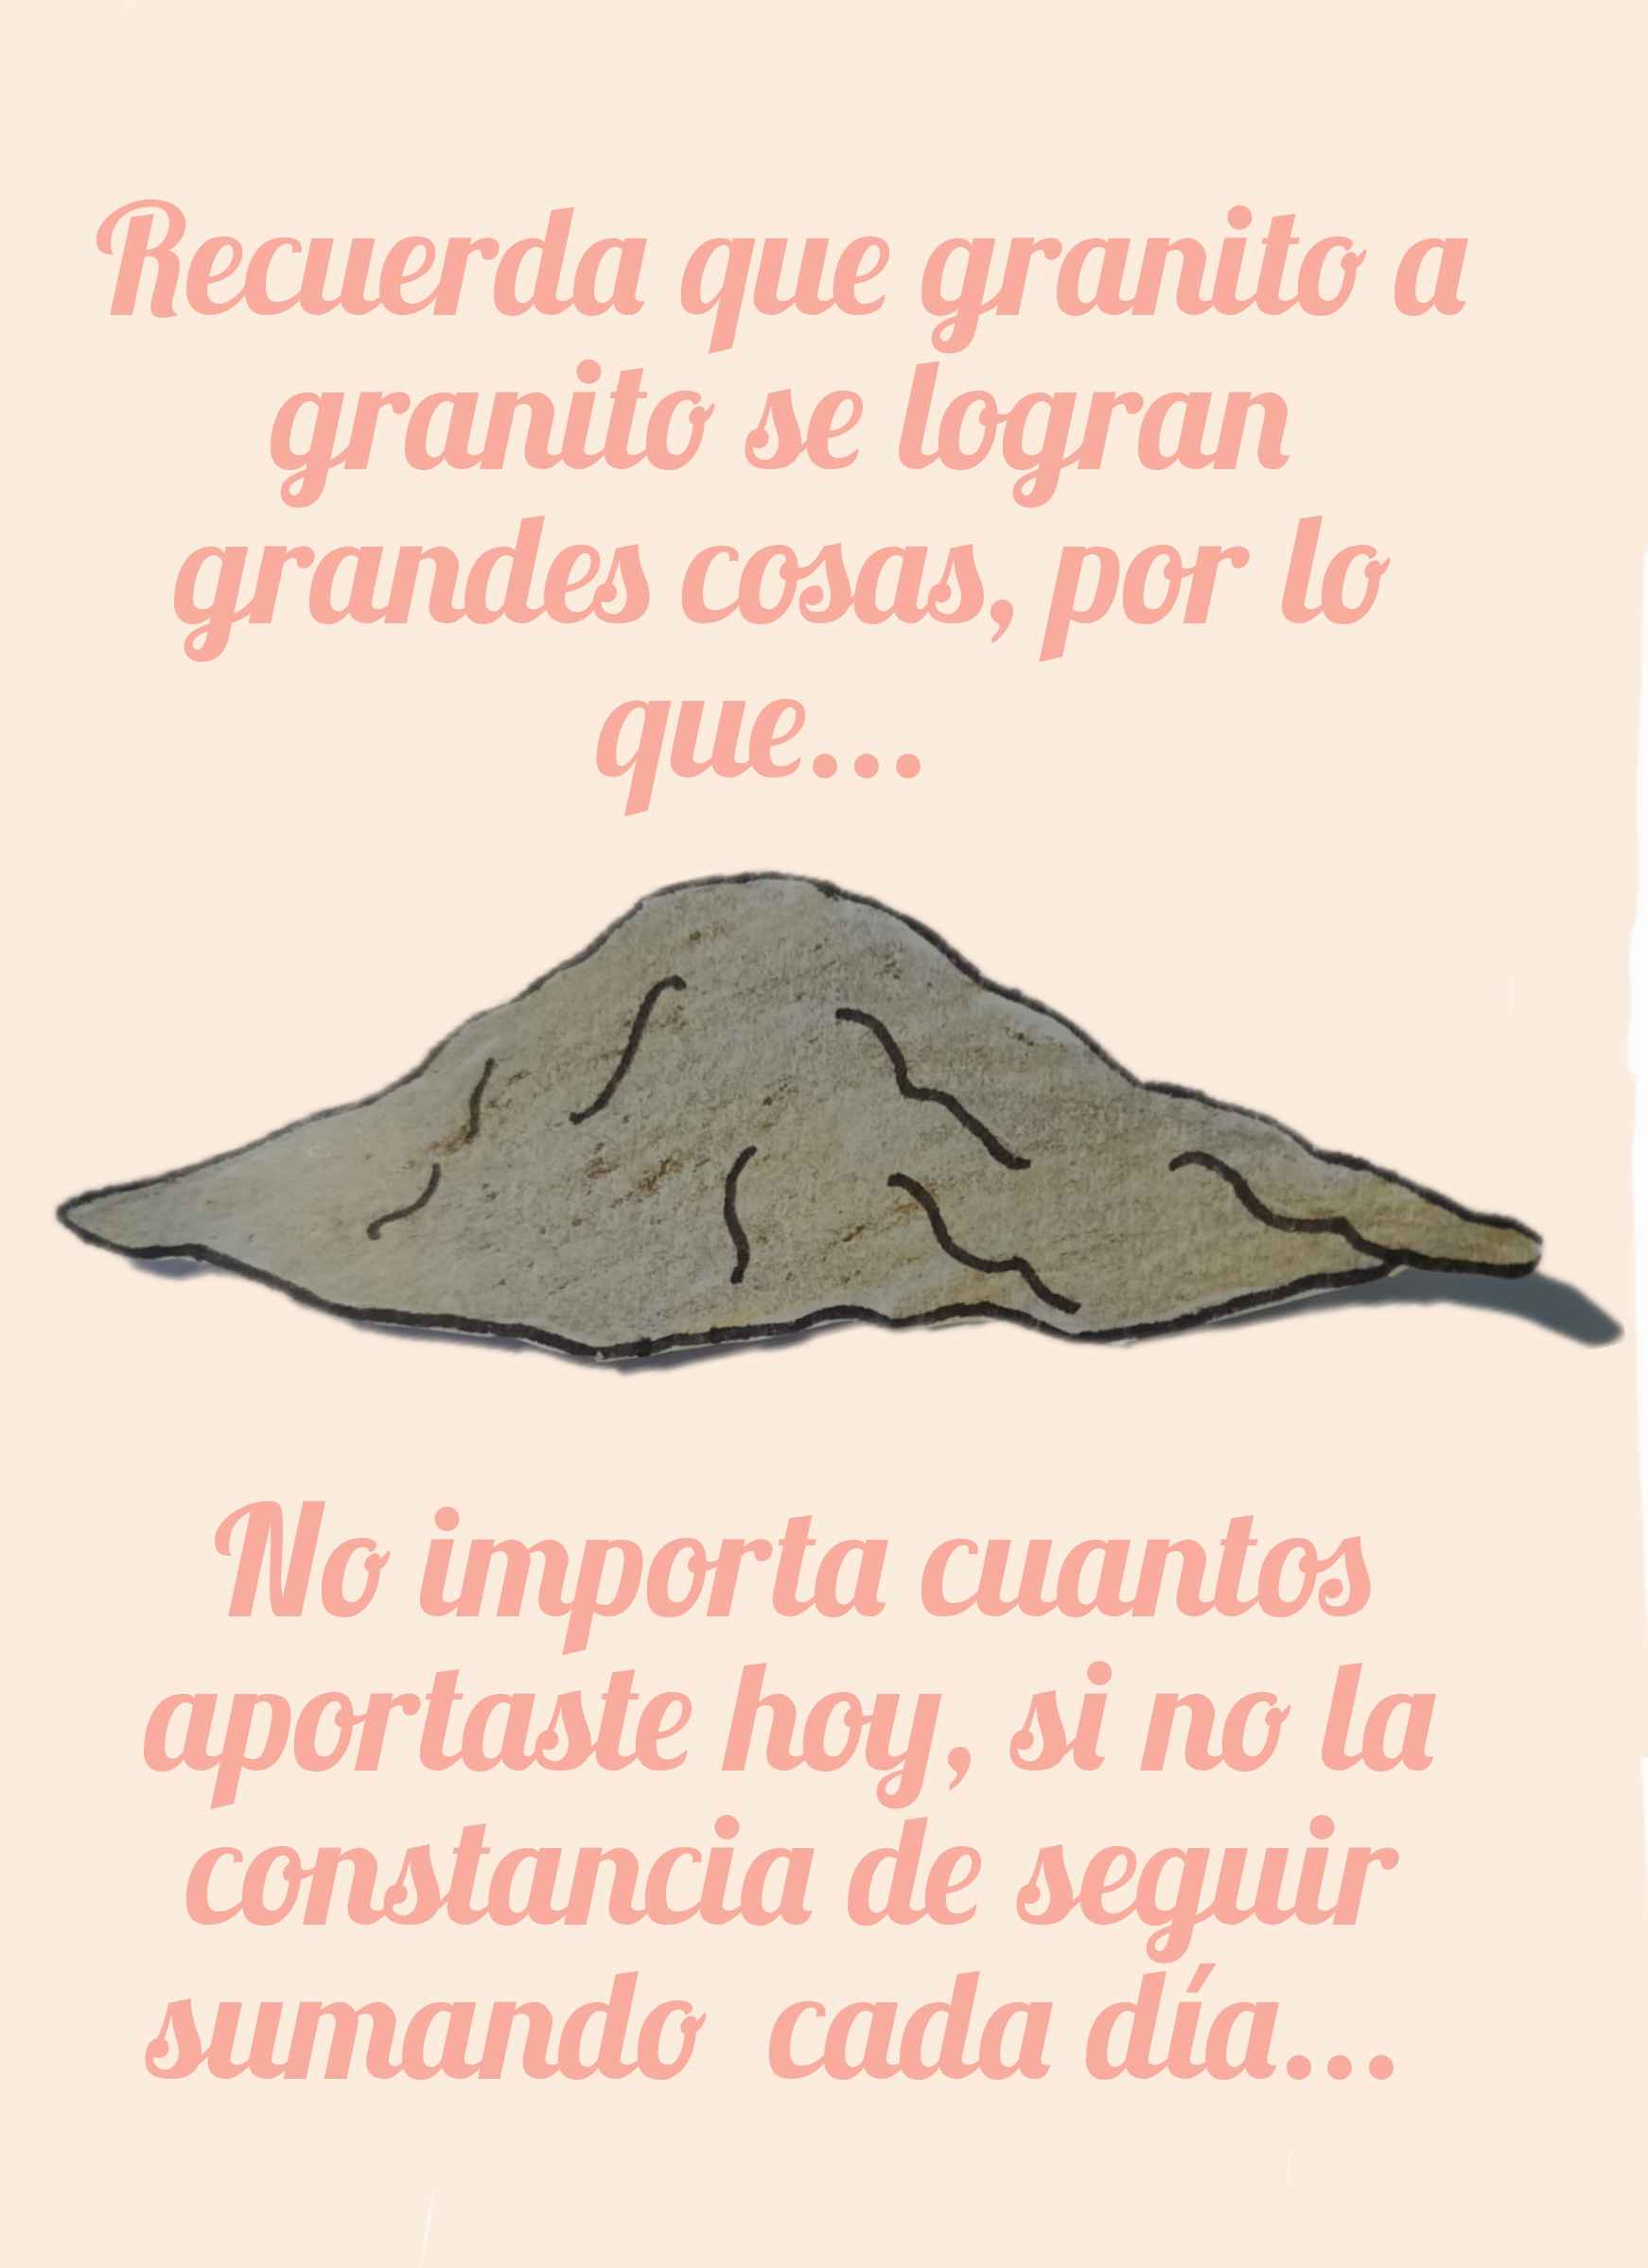 Recuerda que granito a
granito se logran
grandes cosas, por lo
que...
No importa cuantos
aportaste hoy, si no la
constancia de seguir
sumando cada día...